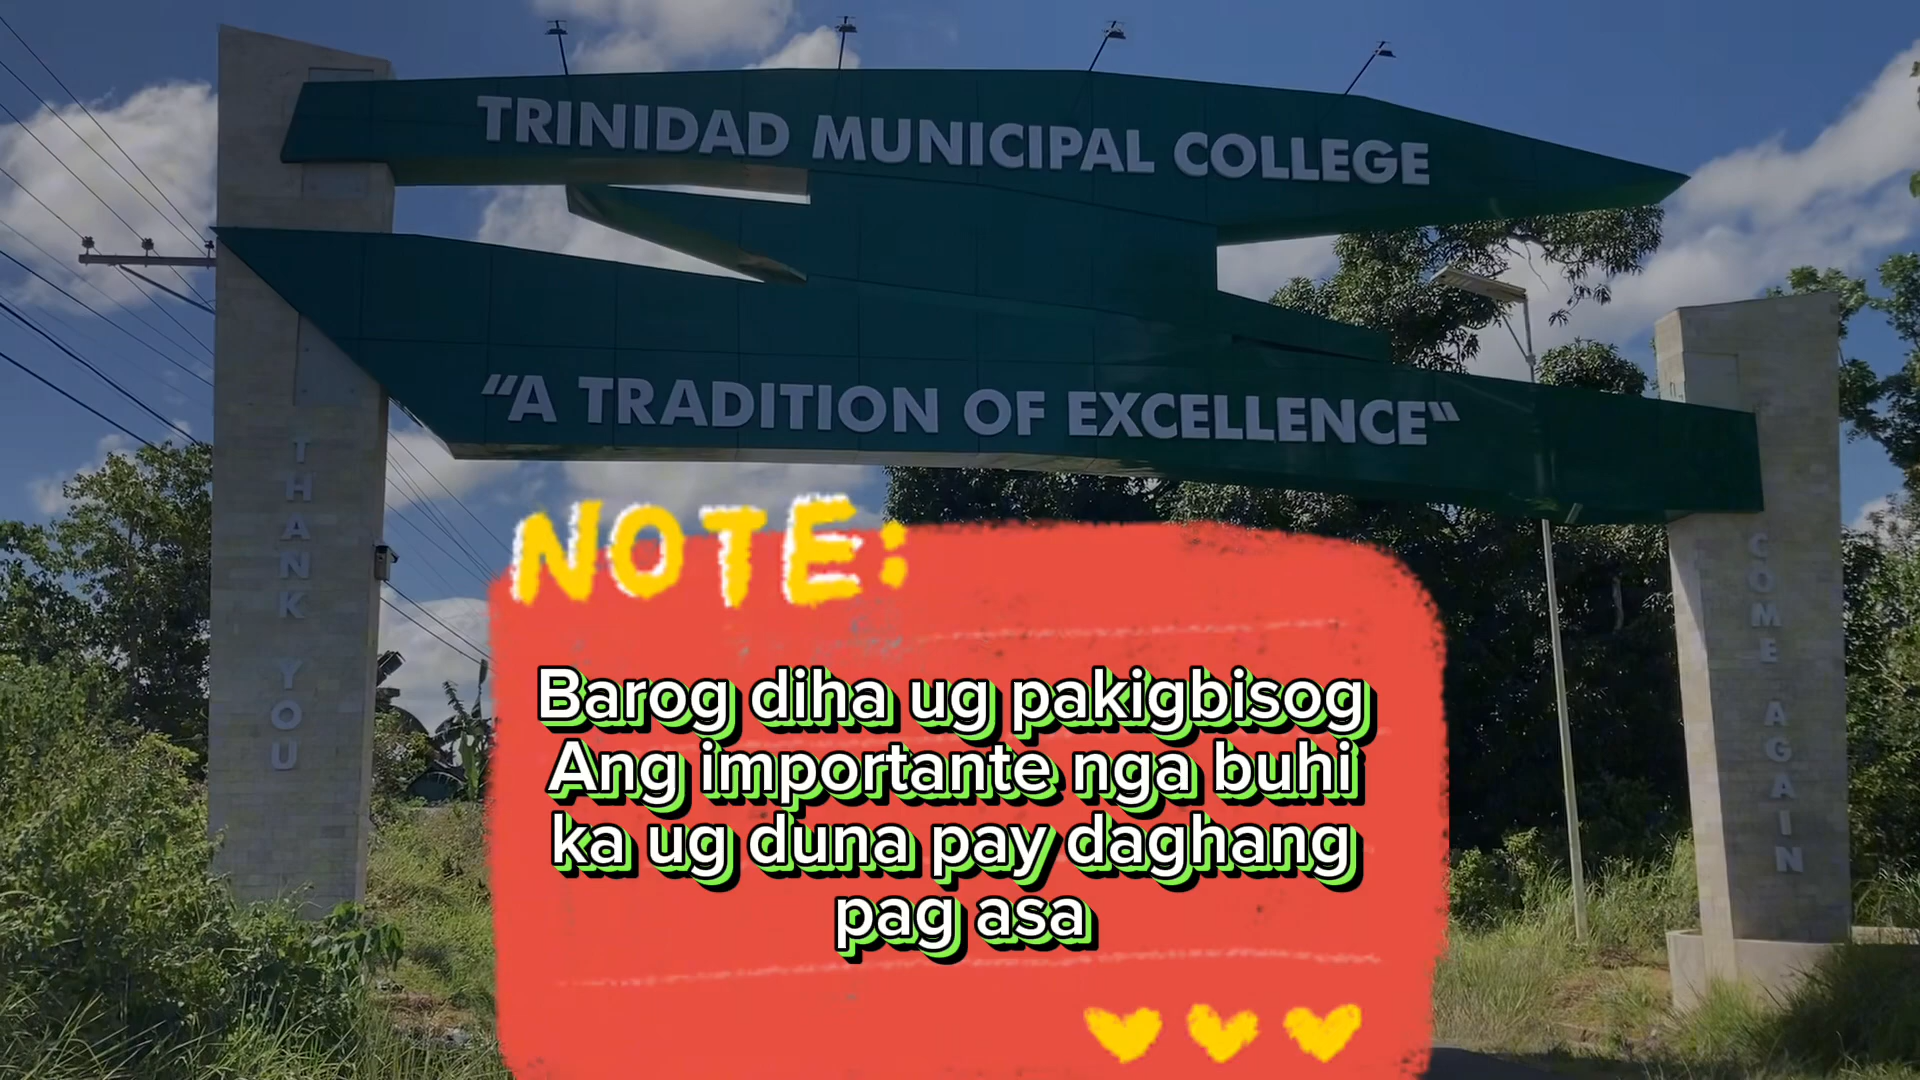 TRINIDAD MUNICIPAL COLLEGE
"A TRADITION OF EXCELLENCE"
THANK YOU
COME AGAIN
NOTE:
Barog diha ug pakigbisog
Ang importante nga buhi
ka ug duna pay daghang
pag asa